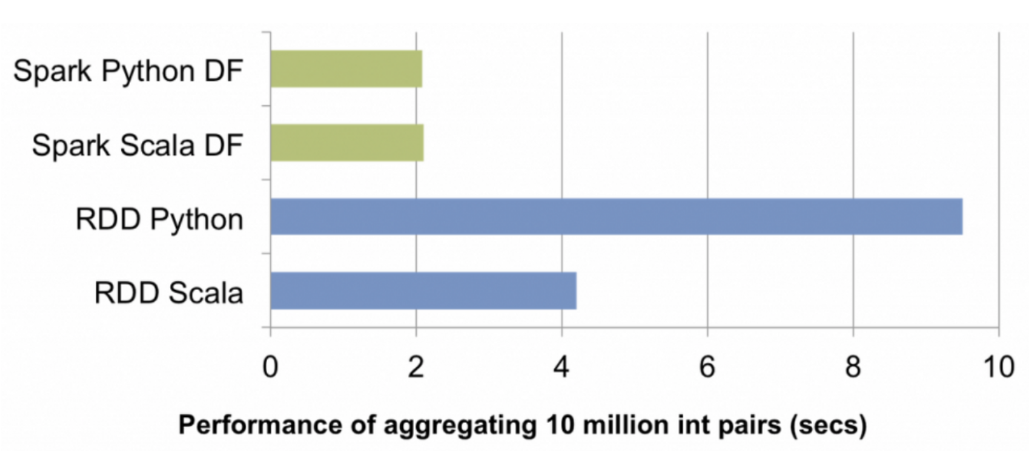 Spark Python DF
Spark Scala DF
RDD Python
RDD Scala
0 2 4 6 8 10
Performance of aggregating 10 million int pairs (secs)